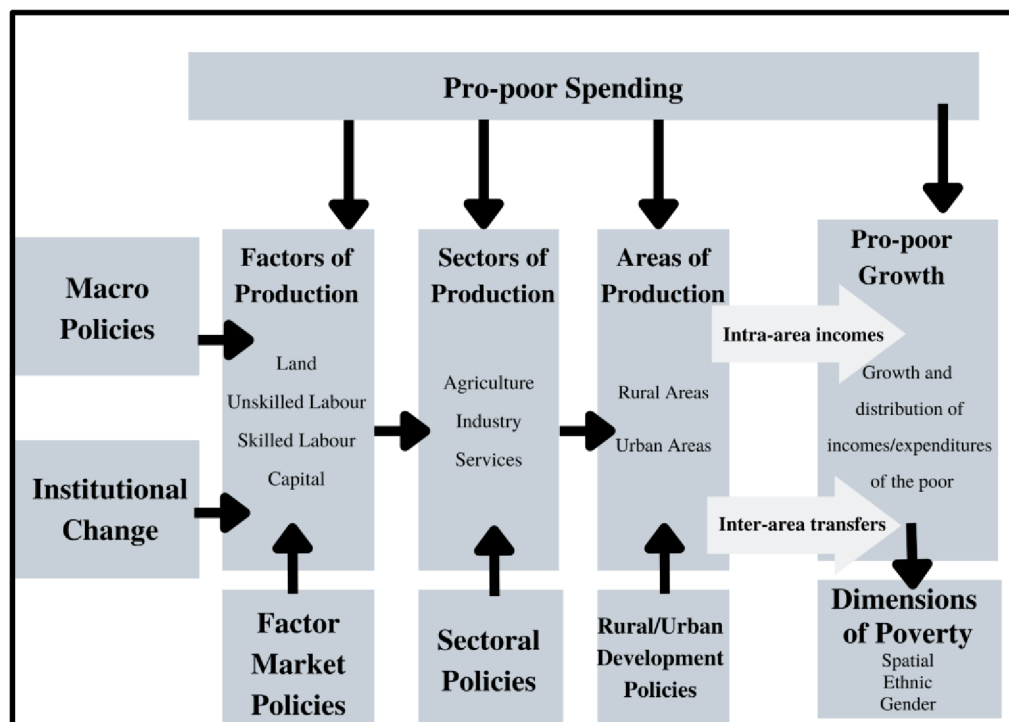 Pro-poor Spending
Macro
Policies
Institutional
Change
Factors of
Production
Land
Unskilled Labour
Skilled Labour
Capital
Factor
Market
Policies
Sectors of
Production
Agriculture
Industry
Services
Sectoral
Policies
Areas of
Production
Rural Areas
Urban Areas
Rural/Urban
Development
Policies
Intra-area incomes
Inter-area transfers
Pro-poor
Growth
Growth and
distribution of
incomes/expenditures
of the poor
Dimensions
of Poverty
Spatial
Ethnic
Gender